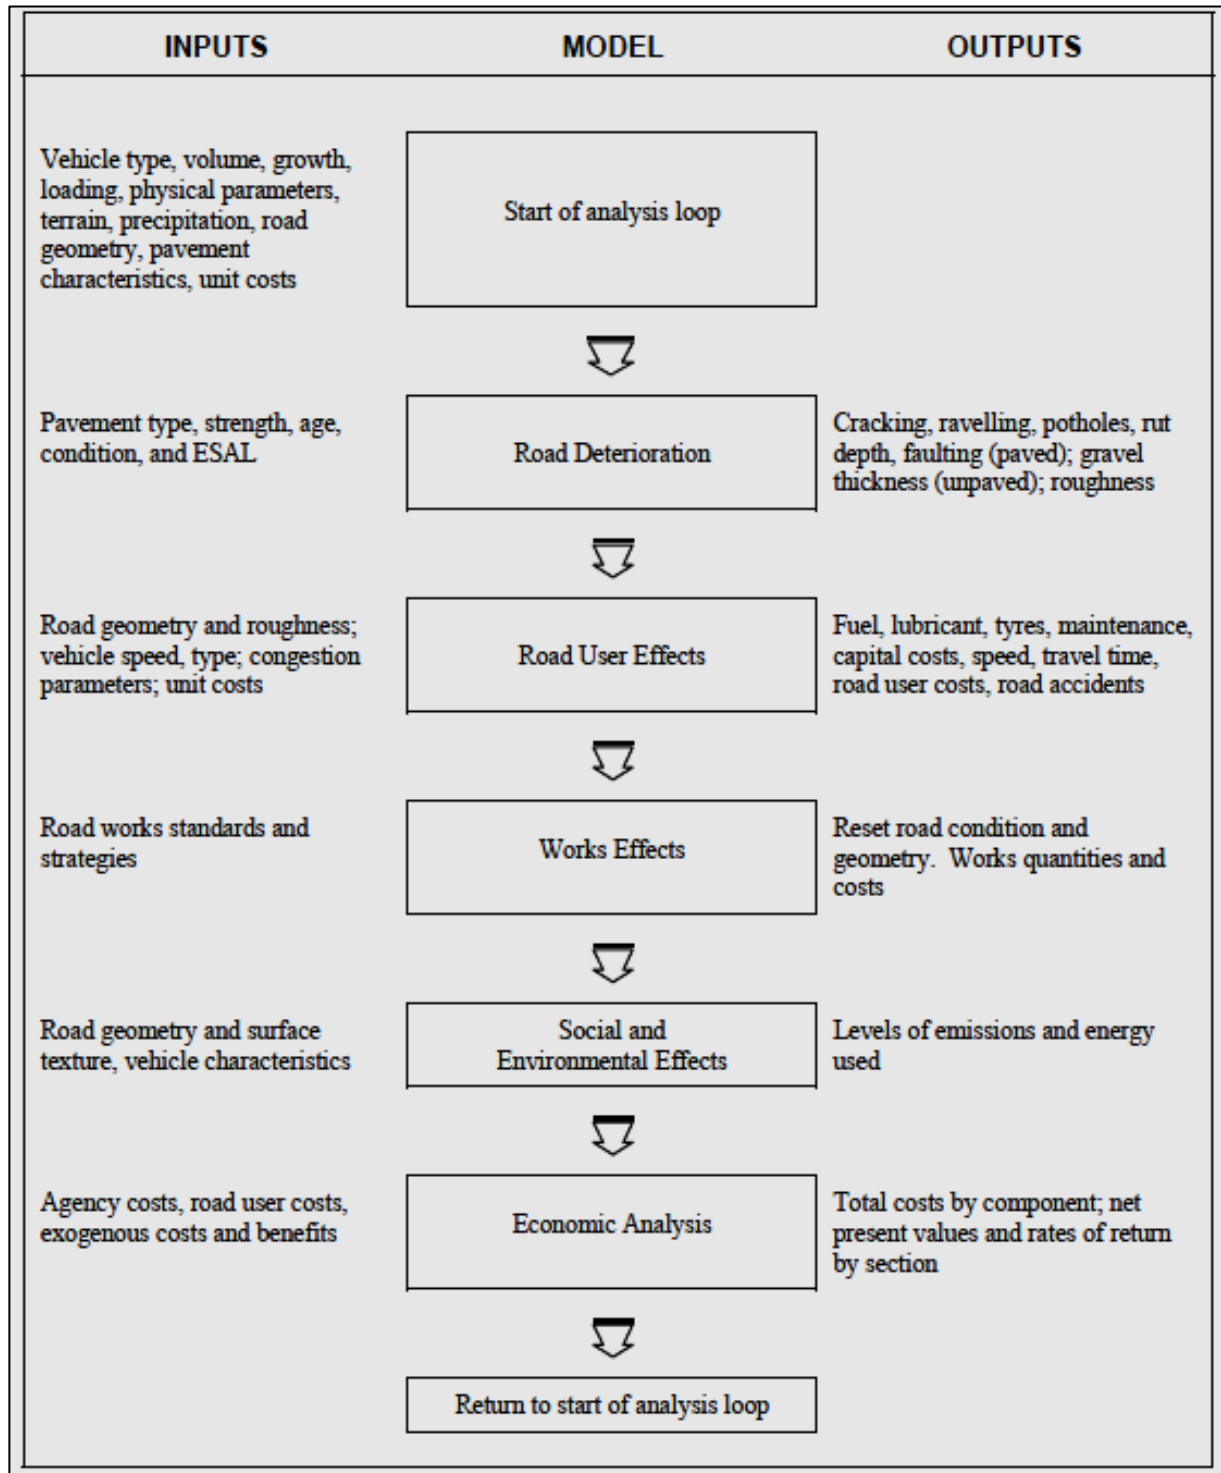 INPUTS MODEL OUTPUTS
Vehicle type, volume, growth,
loading, physical parameters,
terrain, precipitation, road
geometry, pavement
characteristics, unit costs
Start of analysis loop
Pavement type, strength, age,
condition, and ESAL
Road Deterioration
Cracking, ravelling, potholes, rut
depth, faulting (paved); gravel
thickness (unpaved); roughness
Road geometry and roughness;
vehicle speed, type; congestion
parameters; unit costs
Road User Effects
Fuel, lubricant, tyres, maintenance,
capital costs, speed, travel time,
road user costs, road accidents
Road works standards and
strategies
Works Effects
Reset road condition and
geometry. Works quantities and
costs
Road geometry and surface
texture, vehicle characteristics
Social and
Environmental Effects
Levels of emissions and energy
used
Agency costs, road user costs,
exogenous costs and benefits
Economic Analysis
Total costs by component; net
present values and rates of return
by section
Return to start of analysis loop